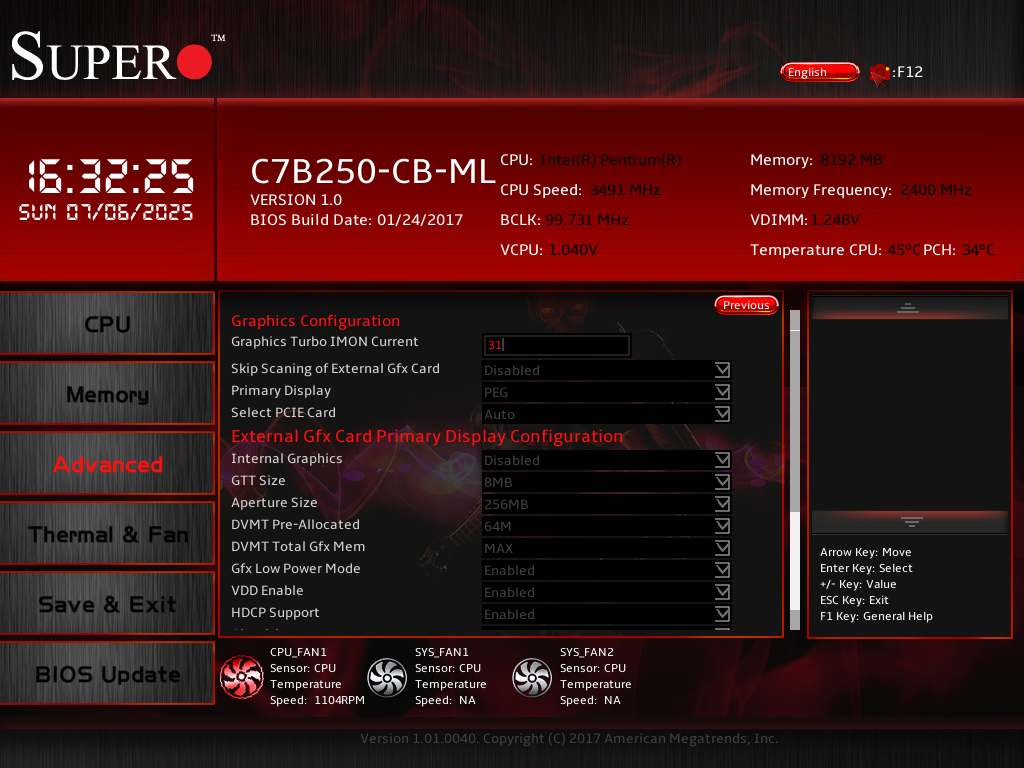 SUPER
TM
English
:F12
16:32:25
SUN 07/06/2025
C7B250-CB-ML
VERSION 1.0
BIOS Build Date: 01/24/2017
CPU: Intel(R) Pentium(R)
CPU Speed: 3491 MHz
BCLK: 99.731 MHz
VCPU: 1.040V
Memory: 8192 MB
Memory Frequency: 2400 MHz
VDIMM: 1.248V
Temperature CPU: 45ºC PCH: 34ºC
CPU
Memory
Advanced
Thermal & Fan
Save & Exit
BIOS Update
Previous
Graphics Configuration
Graphics Turbo IMON Current 31
Skip Scaning of External Gfx Card Disabled
Primary Display PEG
Select PCIE Card Auto
External Gfx Card Primary Display Configuration
Internal Graphics Disabled
GTT Size 8MB
Aperture Size 256MB
DVMT Pre-Allocated 64M
DVMT Total Gfx Mem MAX
Gfx Low Power Mode Enabled
VDD Enable Enabled
HDCP Support Enabled
Arrow Key: Move
Enter Key: Select
+/- Key: Value
ESC Key: Exit
F1 Key: General Help
CPU_FAN1
Sensor: CPU
Temperature
Speed: 1104RPM
SYS_FAN1
Sensor: CPU
Temperature
Speed: NA
SYS_FAN2
Sensor: CPU
Temperature
Speed: NA
Version 1.01.0040. Copyright (C) 2017 American Megatrends, Inc.